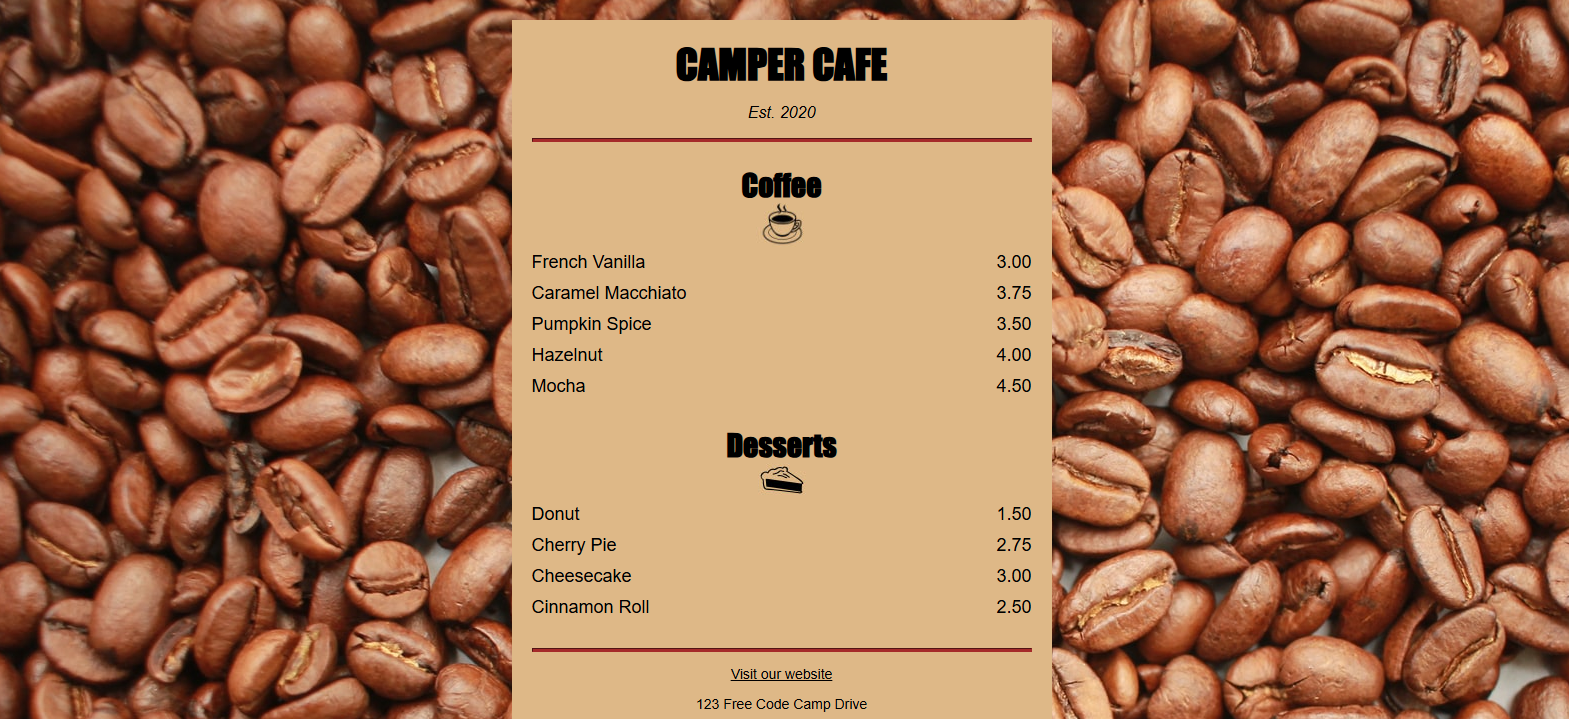 CAMPER CAFE
Est. 2020
Coffee
French Vanilla 3.00
Caramel Macchiato 3.75
Pumpkin Spice 3.50
Hazelnut 4.00
Mocha 4.50
Desserts
Donut 1.50
Cherry Pie 2.75
Cheesecake 3.00
Cinnamon Roll 2.50
Visit our website
123 Free Code Camp Drive